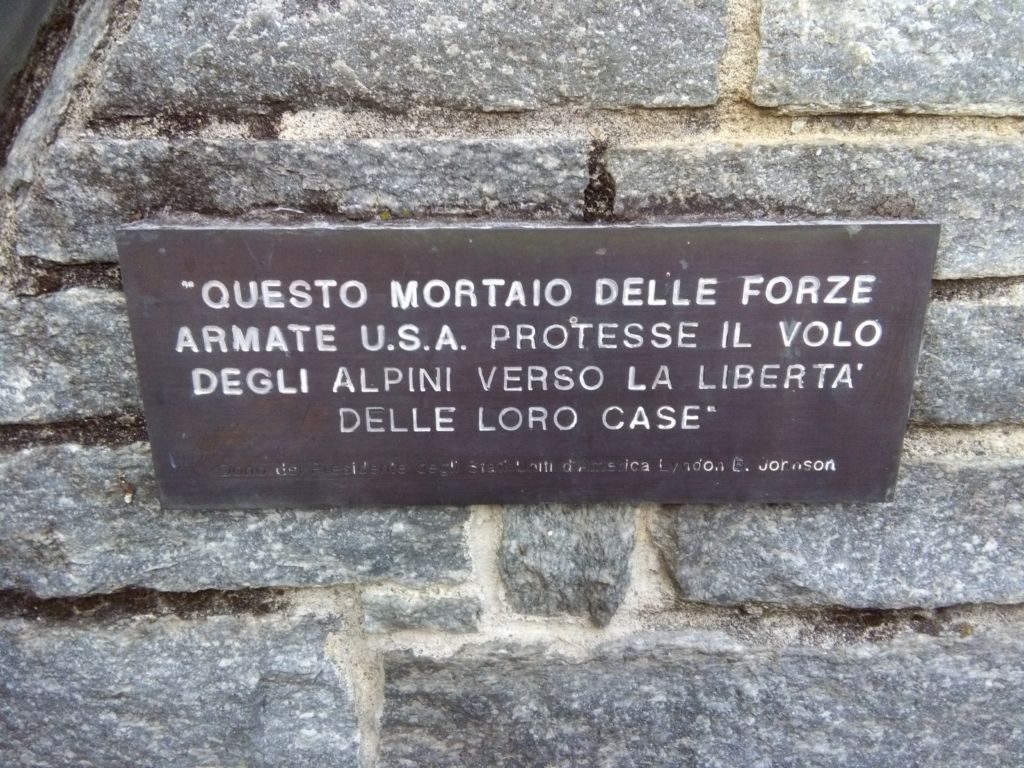 "QUESTO MORTAIO DELLE FORZE
ARMATE U.S.A. PROTESSE IL VOLO
DEGLI ALPINI VERSO LA LIBERTA'
DELLE LORO CASE"
Dono del Presidente degli Stati Uniti d'America Lyndon B. Johnson